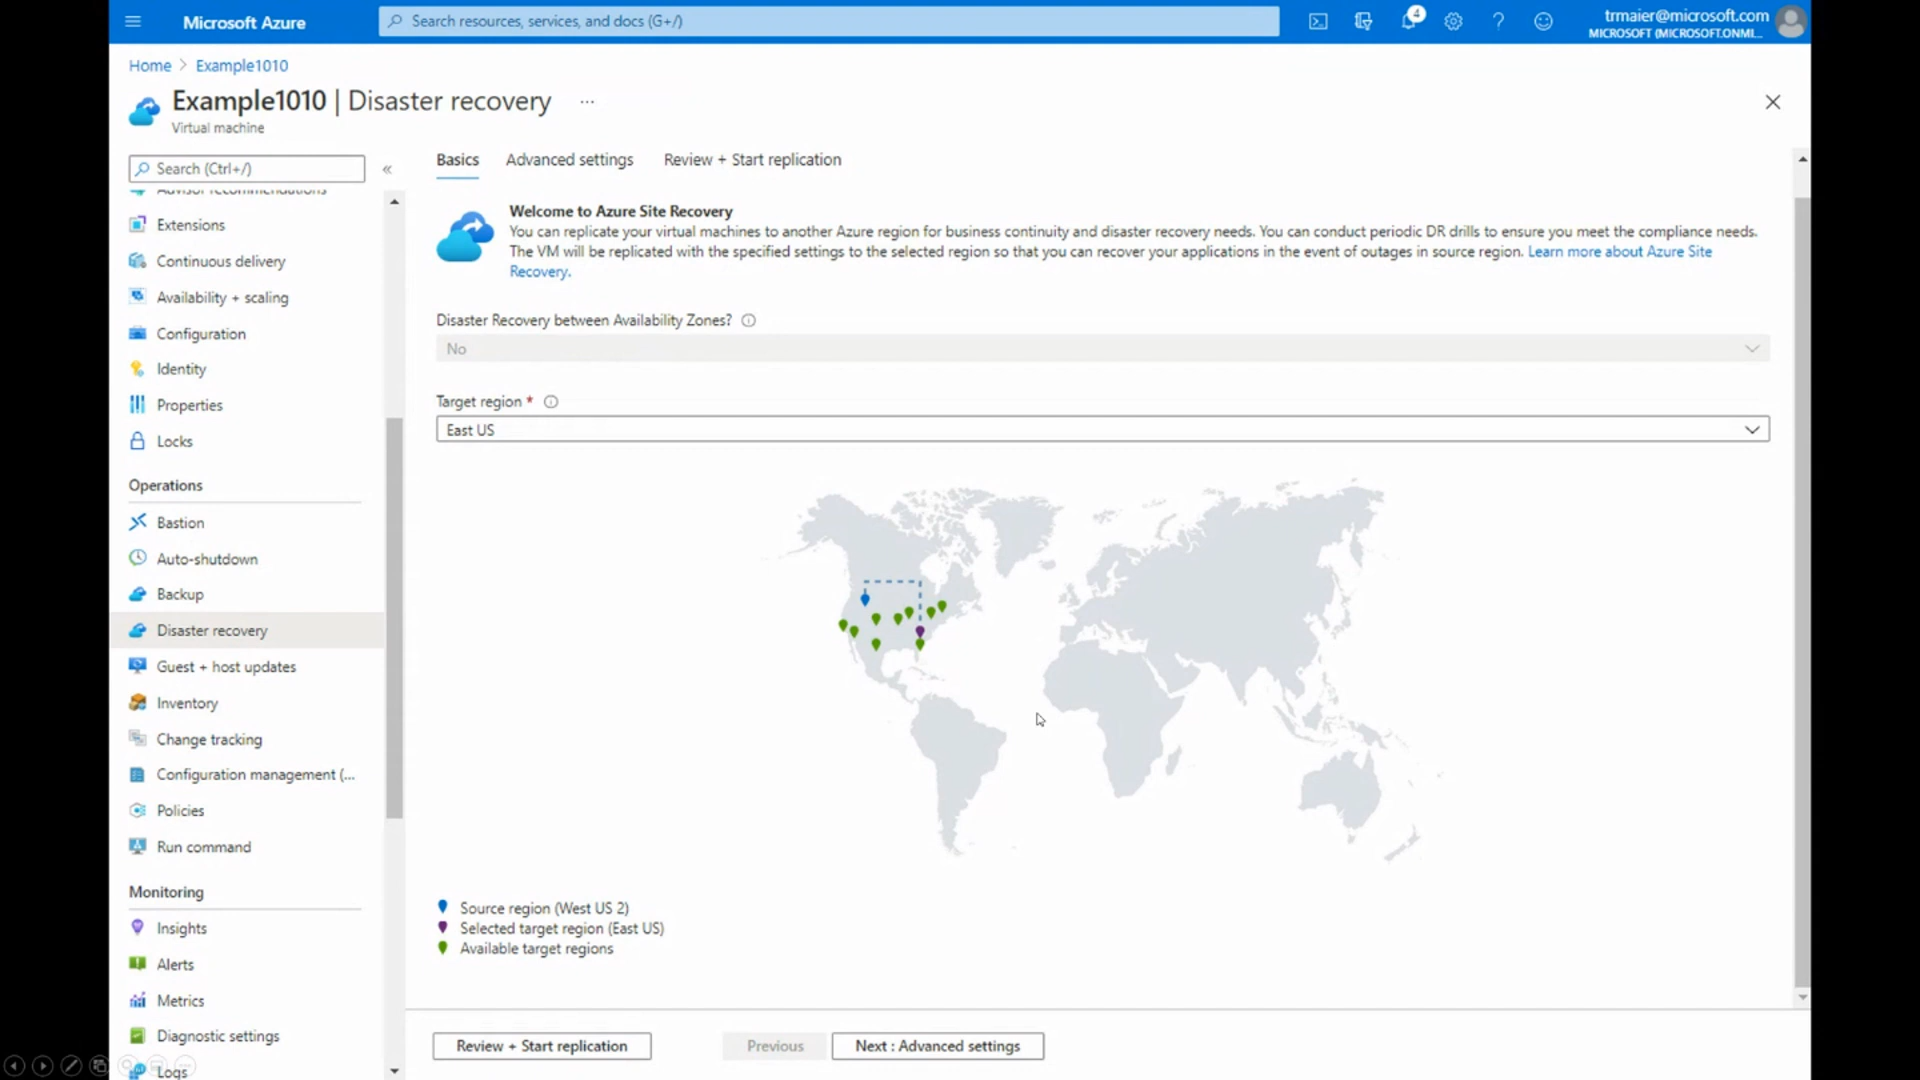 Microsoft Azure
Search resources, services, and docs (G+/)
4
trmaier@microsoft.com
MICROSOFT (MICROSOFT.ONMI...
Home > Example1010
Example1010 | Disaster recovery ...
Virtual machine
Search (Ctrl+/)
«
Advisor recommendations
Extensions
Continuous delivery
Availability + scaling
Configuration
Identity
Properties
Locks
Operations
Bastion
Auto-shutdown
Backup
Disaster recovery
Guest + host updates
Inventory
Change tracking
Configuration management (...
Policies
Run command
Monitoring
Insights
Alerts
Metrics
Diagnostic settings
Logs
Basics
Advanced settings
Review + Start replication
Welcome to Azure Site Recovery
You can replicate your virtual machines to another Azure region for business continuity and disaster recovery needs. You can conduct periodic DR drills to ensure you meet the compliance needs.
The VM will be replicated with the specified settings to the selected region so that you can recover your applications in the event of outages in source region. Learn more about Azure Site
Recovery.
Disaster Recovery between Availability Zones?
No
Target region *
East US
Source region (West US 2)
Selected target region (East US)
Available target regions
Review + Start replication
Previous
Next : Advanced settings